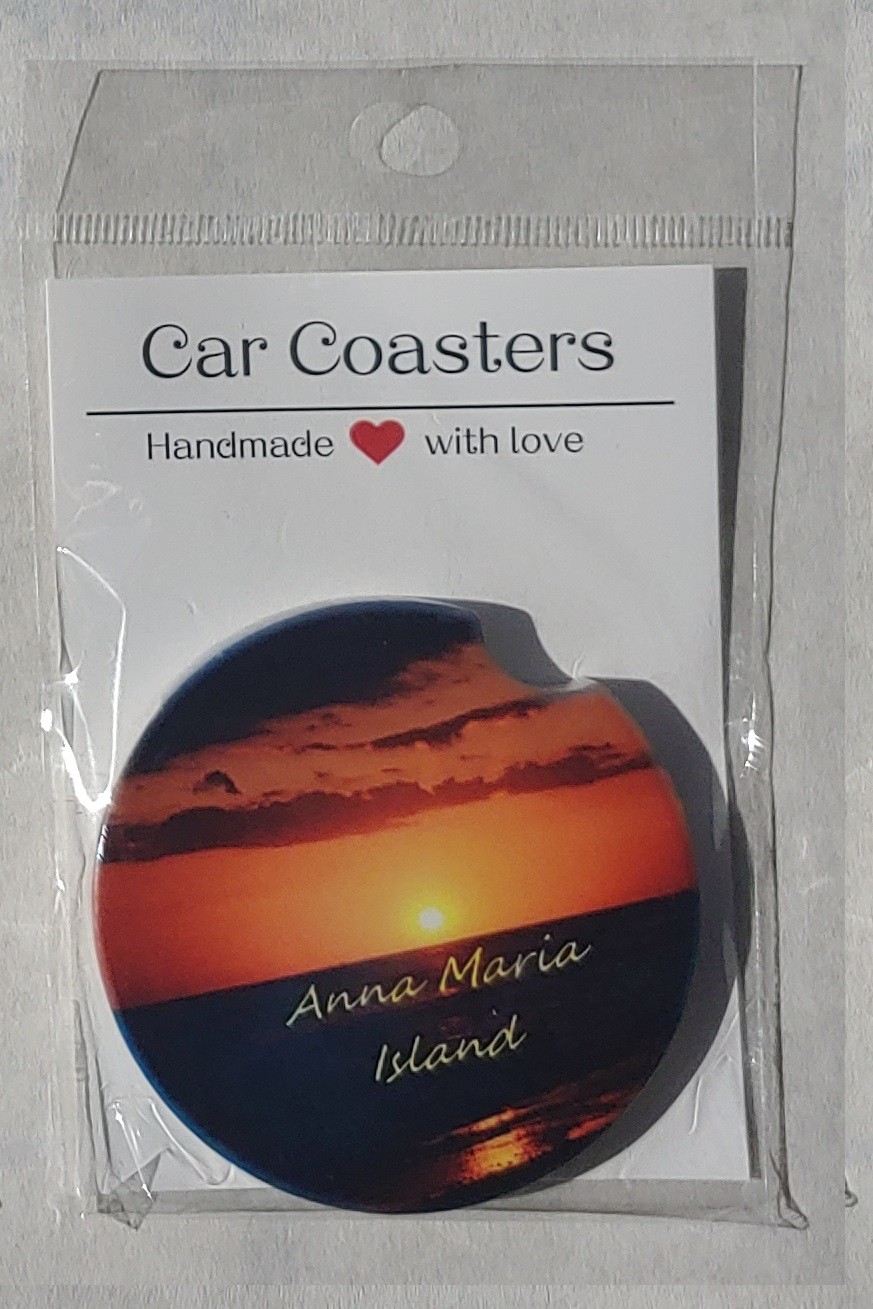 Car Coasters
Handmade ❤ with love
Anna Maria
Island